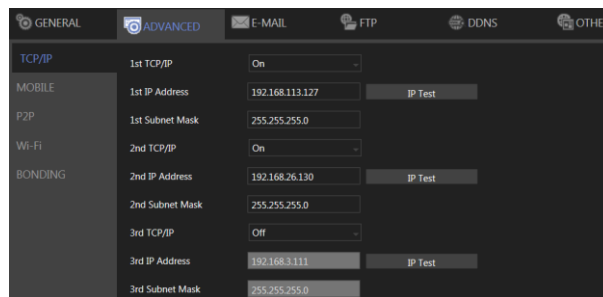 GENERAL ADVANCED E-MAIL FTP DDNS OTHE
TCP/IP 1st TCP/IP On
MOBILE 1st IP Address 192.168.113.127 IP Test
P2P 1st Subnet Mask 255.255.255.0
Wi-Fi 2nd TCP/IP On
BONDING 2nd IP Address 192.168.26.130 IP Test
2nd Subnet Mask 255.255.255.0
3rd TCP/IP Off
3rd IP Address 192.168.3.111 IP Test
3rd Subnet Mask 255.255.255.0